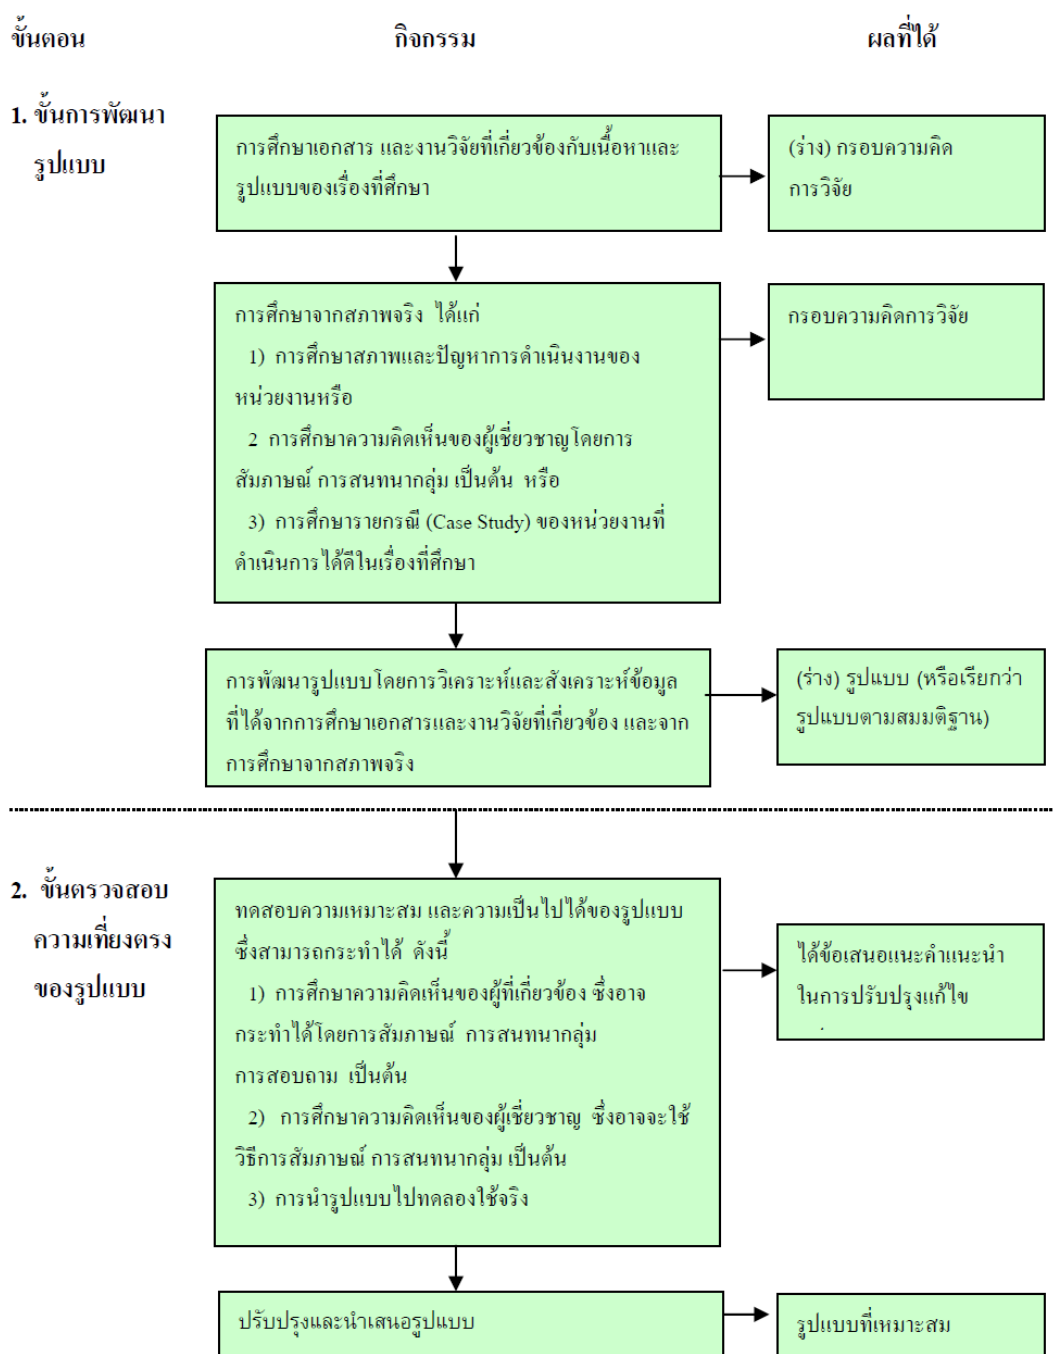 ขั้นตอน
กิจกรรม
ผลที่ได้
1. ขั้นการพัฒนา
รูปแบบ
การศึกษาเอกสาร และงานวิจัยที่เกี่ยวข้องกับเนื้อหาและ
รูปแบบของเรื่องที่ศึกษา
(ร่าง) กรอบความคิด
การวิจัย
การศึกษาจากสภาพจริง ได้แก่
1) การศึกษาสภาพและปัญหาการดำเนินงานของ
หน่วยงานหรือ
2 การศึกษาความคิดเห็นของผู้เชี่ยวชาญโดยการ
สัมภาษณ์ การสนทนากลุ่ม เป็นต้น หรือ
3) การศึกษารายกรณี (Case Study) ของหน่วยงานที่
ดำเนินการได้ดีในเรื่องที่ศึกษา
กรอบความคิดการวิจัย
การพัฒนารูปแบบโดยการวิเคราะห์และสังเคราะห์ข้อมูล
ที่ได้จากการศึกษาเอกสารและงานวิจัยที่เกี่ยวข้อง และจาก
การศึกษาจากสภาพจริง
(ร่าง) รูปแบบ (หรือเรียกว่า
รูปแบบตามสมมติฐาน)
2. ขั้นตรวจสอบ
ความเที่ยงตรง
ของรูปแบบ
ทดสอบความเหมาะสม และความเป็นไปได้ของรูปแบบ
ซึ่งสามารถกระทำได้ ดังนี้
1) การศึกษาความคิดเห็นของผู้ที่เกี่ยวข้อง ซึ่งอาจ
กระทำได้โดยการสัมภาษณ์ การสนทนากลุ่ม
การสอบถาม เป็นต้น
2) การศึกษาความคิดเห็นของผู้เชี่ยวชาญ ซึ่งอาจจะใช้
วิธีการสัมภาษณ์ การสนทนากลุ่ม เป็นต้น
3) การนำรูปแบบไปทดลองใช้จริง
ได้ข้อเสนอแนะคำแนะนำ
ในการปรับปรุงแก้ไข
ปรับปรุงและนำเสนอรูปแบบ
รูปแบบที่เหมาะสม